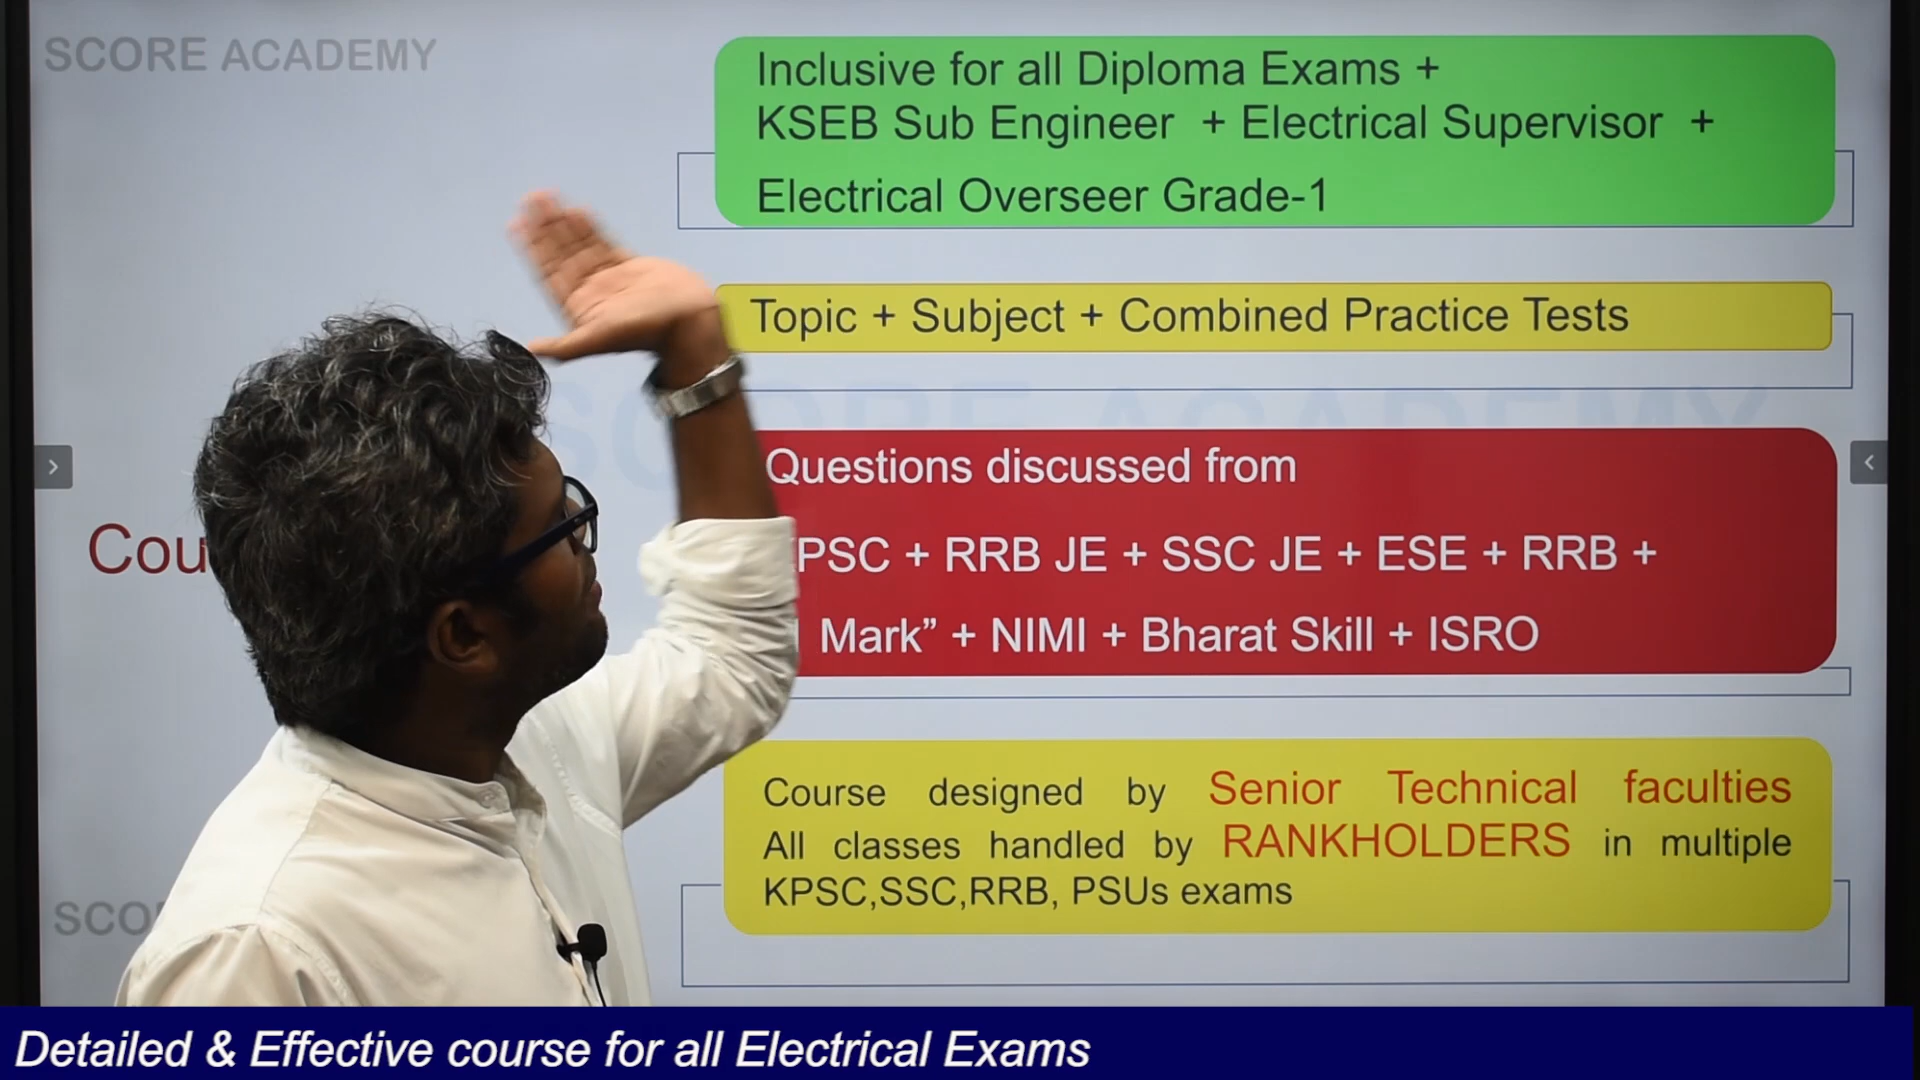 SCORE ACADEMY
Inclusive for all Diploma Exams +
KSEB Sub Engineer + Electrical Supervisor +
Electrical Overseer Grade-1
Topic + Subject + Combined Practice Tests
SCORE ACADEMY
Questions discussed from
PSC + RRB JE + SSC JE + ESE + RRB +
Mark” + NIMI + Bharat Skill + ISRO
Course designed by Senior Technical faculties
All classes handled by RANKHOLDERS in multiple
KPSC,SSC,RRB, PSUs exams
Detailed & Effective course for all Electrical Exams